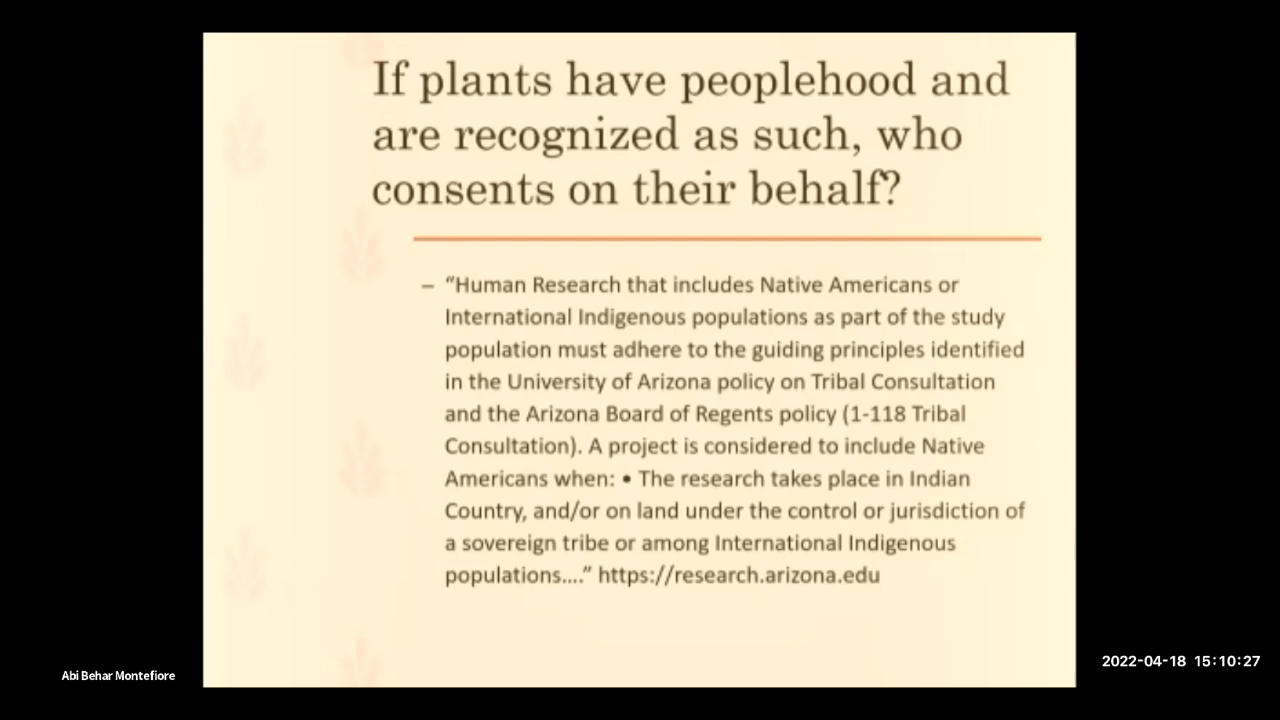 If plants have peoplehood and
are recognized as such, who
consents on their behalf?
– “Human Research that includes Native Americans or
International Indigenous populations as part of the study
population must adhere to the guiding principles identified
in the University of Arizona policy on Tribal Consultation
and the Arizona Board of Regents policy (1-118 Tribal
Consultation). A project is considered to include Native
Americans when: • The research takes place in Indian
Country, and/or on land under the control or jurisdiction of
a sovereign tribe or among International Indigenous
populations....” https://research.arizona.edu
Abi Behar Montefiore
2022-04-18 15:10:27